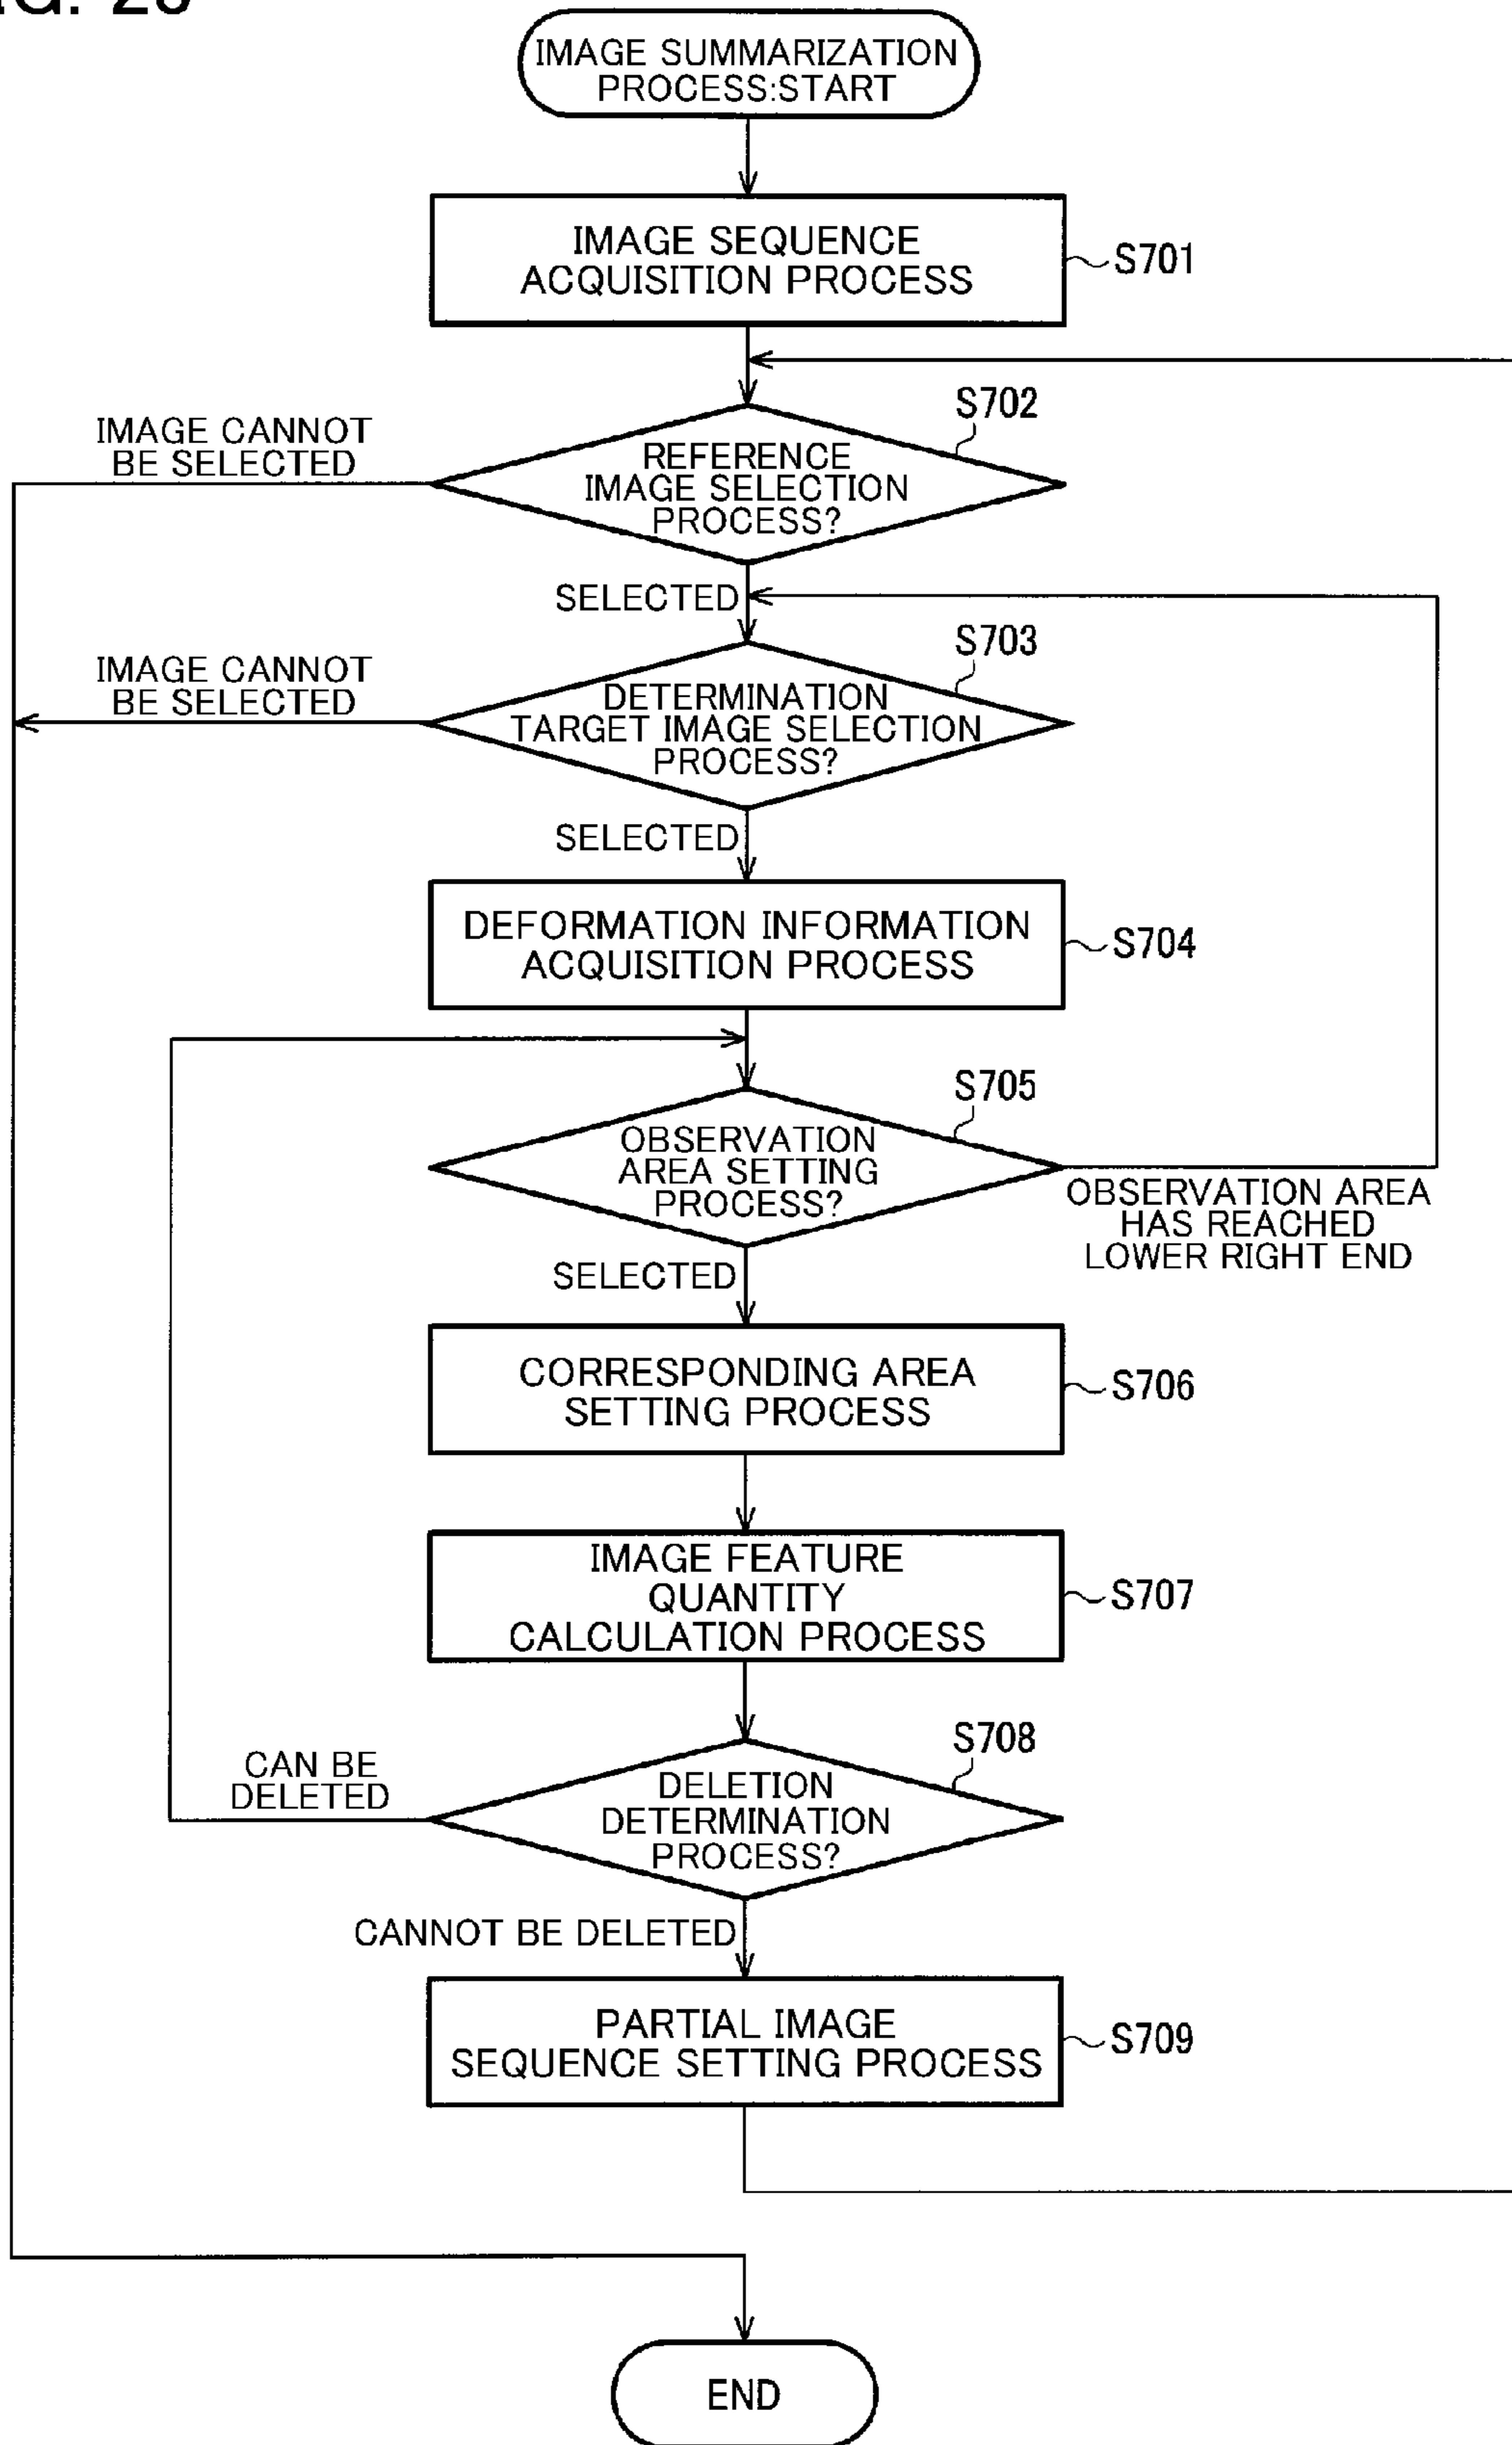 IMAGE SUMMARIZATION
PROCESS:START
IMAGE SEQUENCE
ACQUISITION PROCESS
S701
S702
IMAGE CANNOT
BE SELECTED
REFERENCE
IMAGE SELECTION
PROCESS?
SELECTED
S703
IMAGE CANNOT
BE SELECTED
DETERMINATION
TARGET IMAGE SELECTION
PROCESS?
SELECTED
DEFORMATION INFORMATION
ACQUISITION PROCESS
S704
S705
OBSERVATION
AREA SETTING
PROCESS?
OBSERVATION AREA
HAS REACHED
LOWER RIGHT END
SELECTED
CORRESPONDING AREA
SETTING PROCESS
S706
IMAGE FEATURE
QUANTITY
CALCULATION PROCESS
S707
S708
CAN BE
DELETED
DELETION
DETERMINATION
PROCESS?
CANNOT BE DELETED
PARTIAL IMAGE
SEQUENCE SETTING PROCESS
S709
END